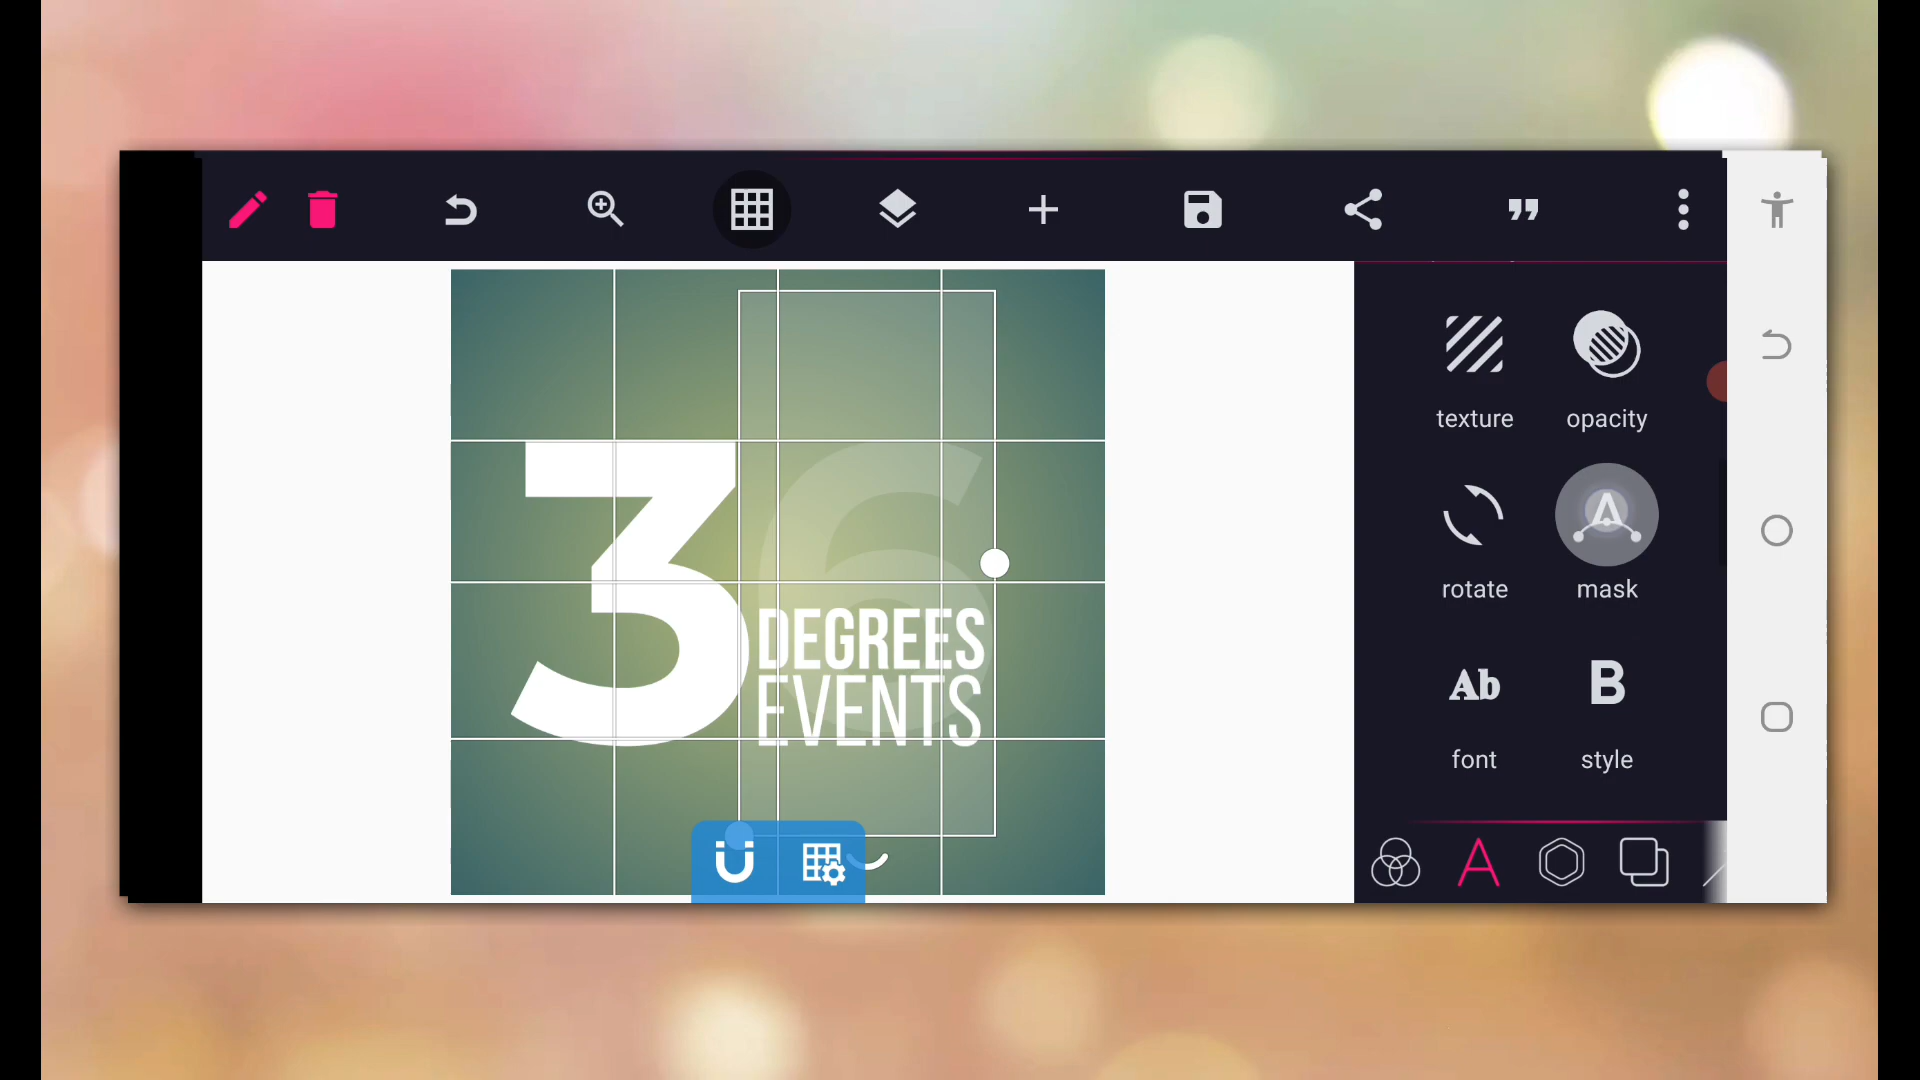 texture
opacity
3
6
DEGREES
EVENTS
A
rotate
mask
Ab
B
font
style
A